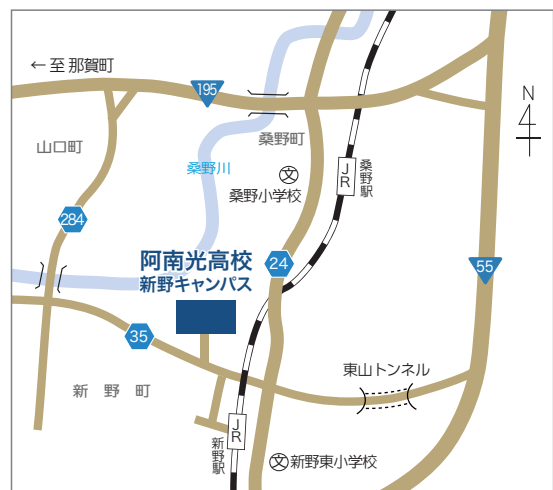 ← 至 那賀町
N
195
山口町
桑野町
桑野川
文
桑野小学校
JR
桑野駅
284
阿南光高校
新野キャンパス
24
55
35
東山トンネル
新野町
JR
新野駅
文 新野東小学校